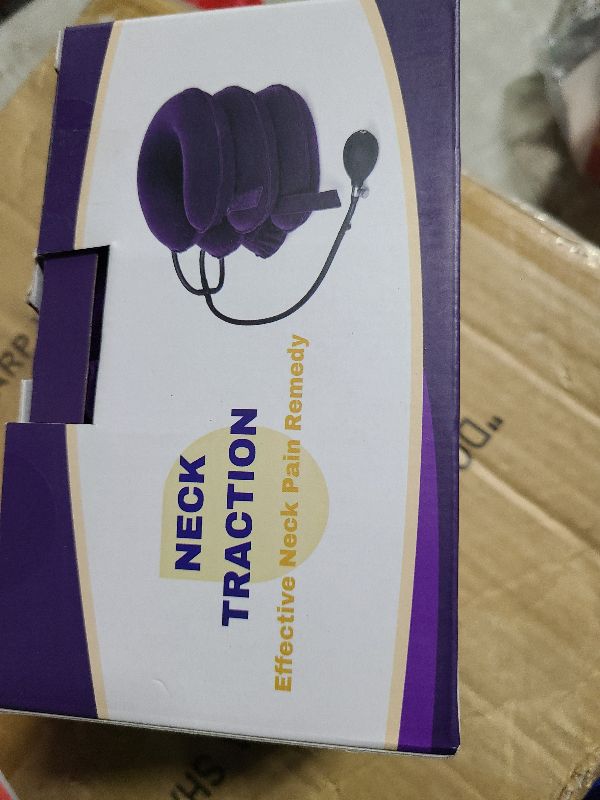 NECK
TRACTION
Effective Neck Pain Remedy